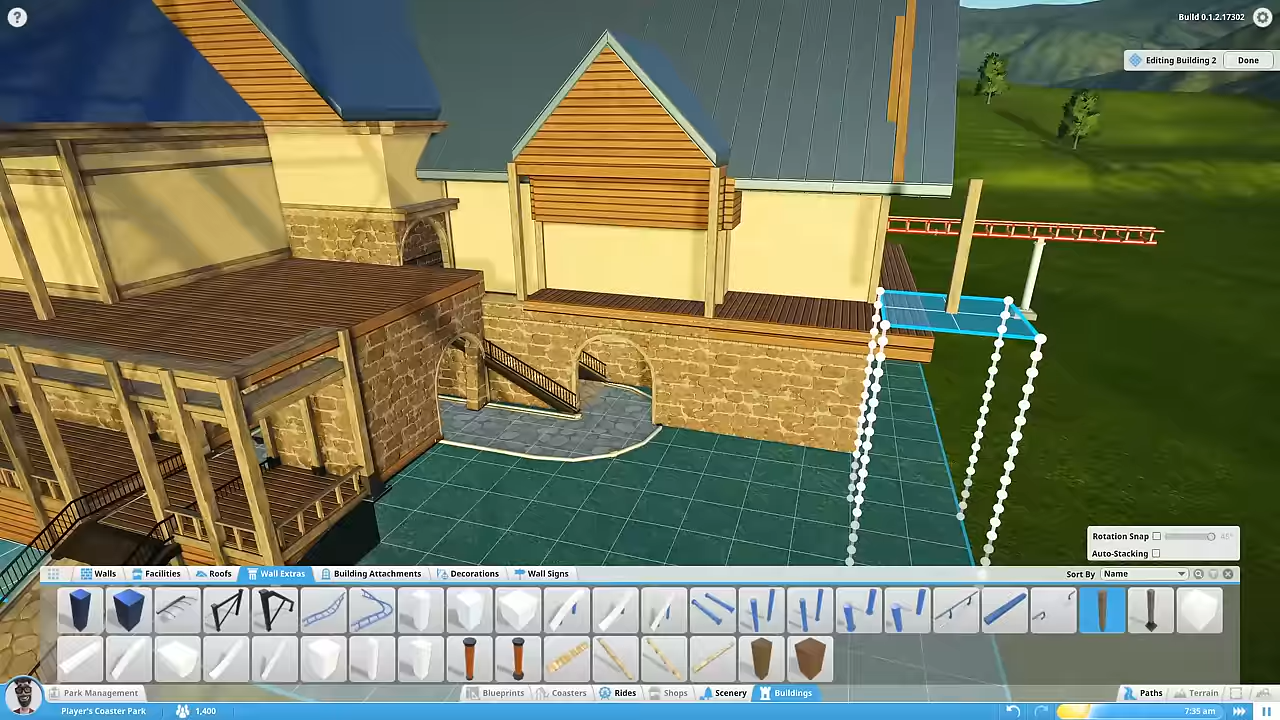 ?
Build 0.1.2.17302
Editing Building 2 Done
Rotation Snap 45°
Auto-Stacking
Walls Facilities Roofs Wall Extras Building Attachments Decorations Wall Signs Sort By Name
Park Management Blueprints Coasters Rides Shops Scenery Buildings Paths Terrain
Player's Coaster Park 1,400 7:35 am